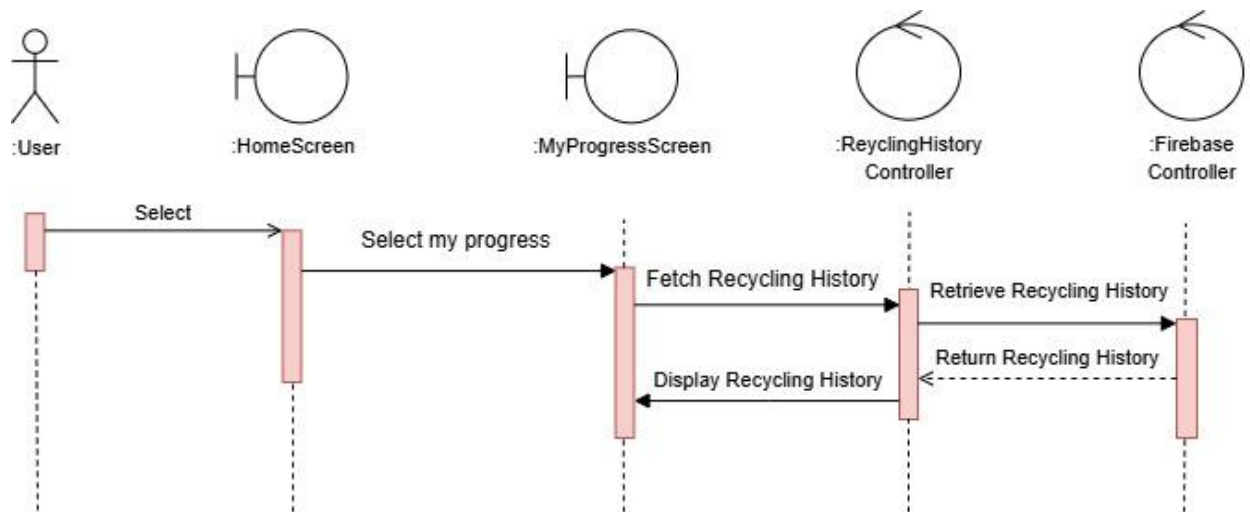 :User
:HomeScreen
:MyProgressScreen
:ReyclingHistory
Controller
:Firebase
Controller
Select
Select my progress
Fetch Recycling History
Retrieve Recycling History
Return Recycling History
Display Recycling History